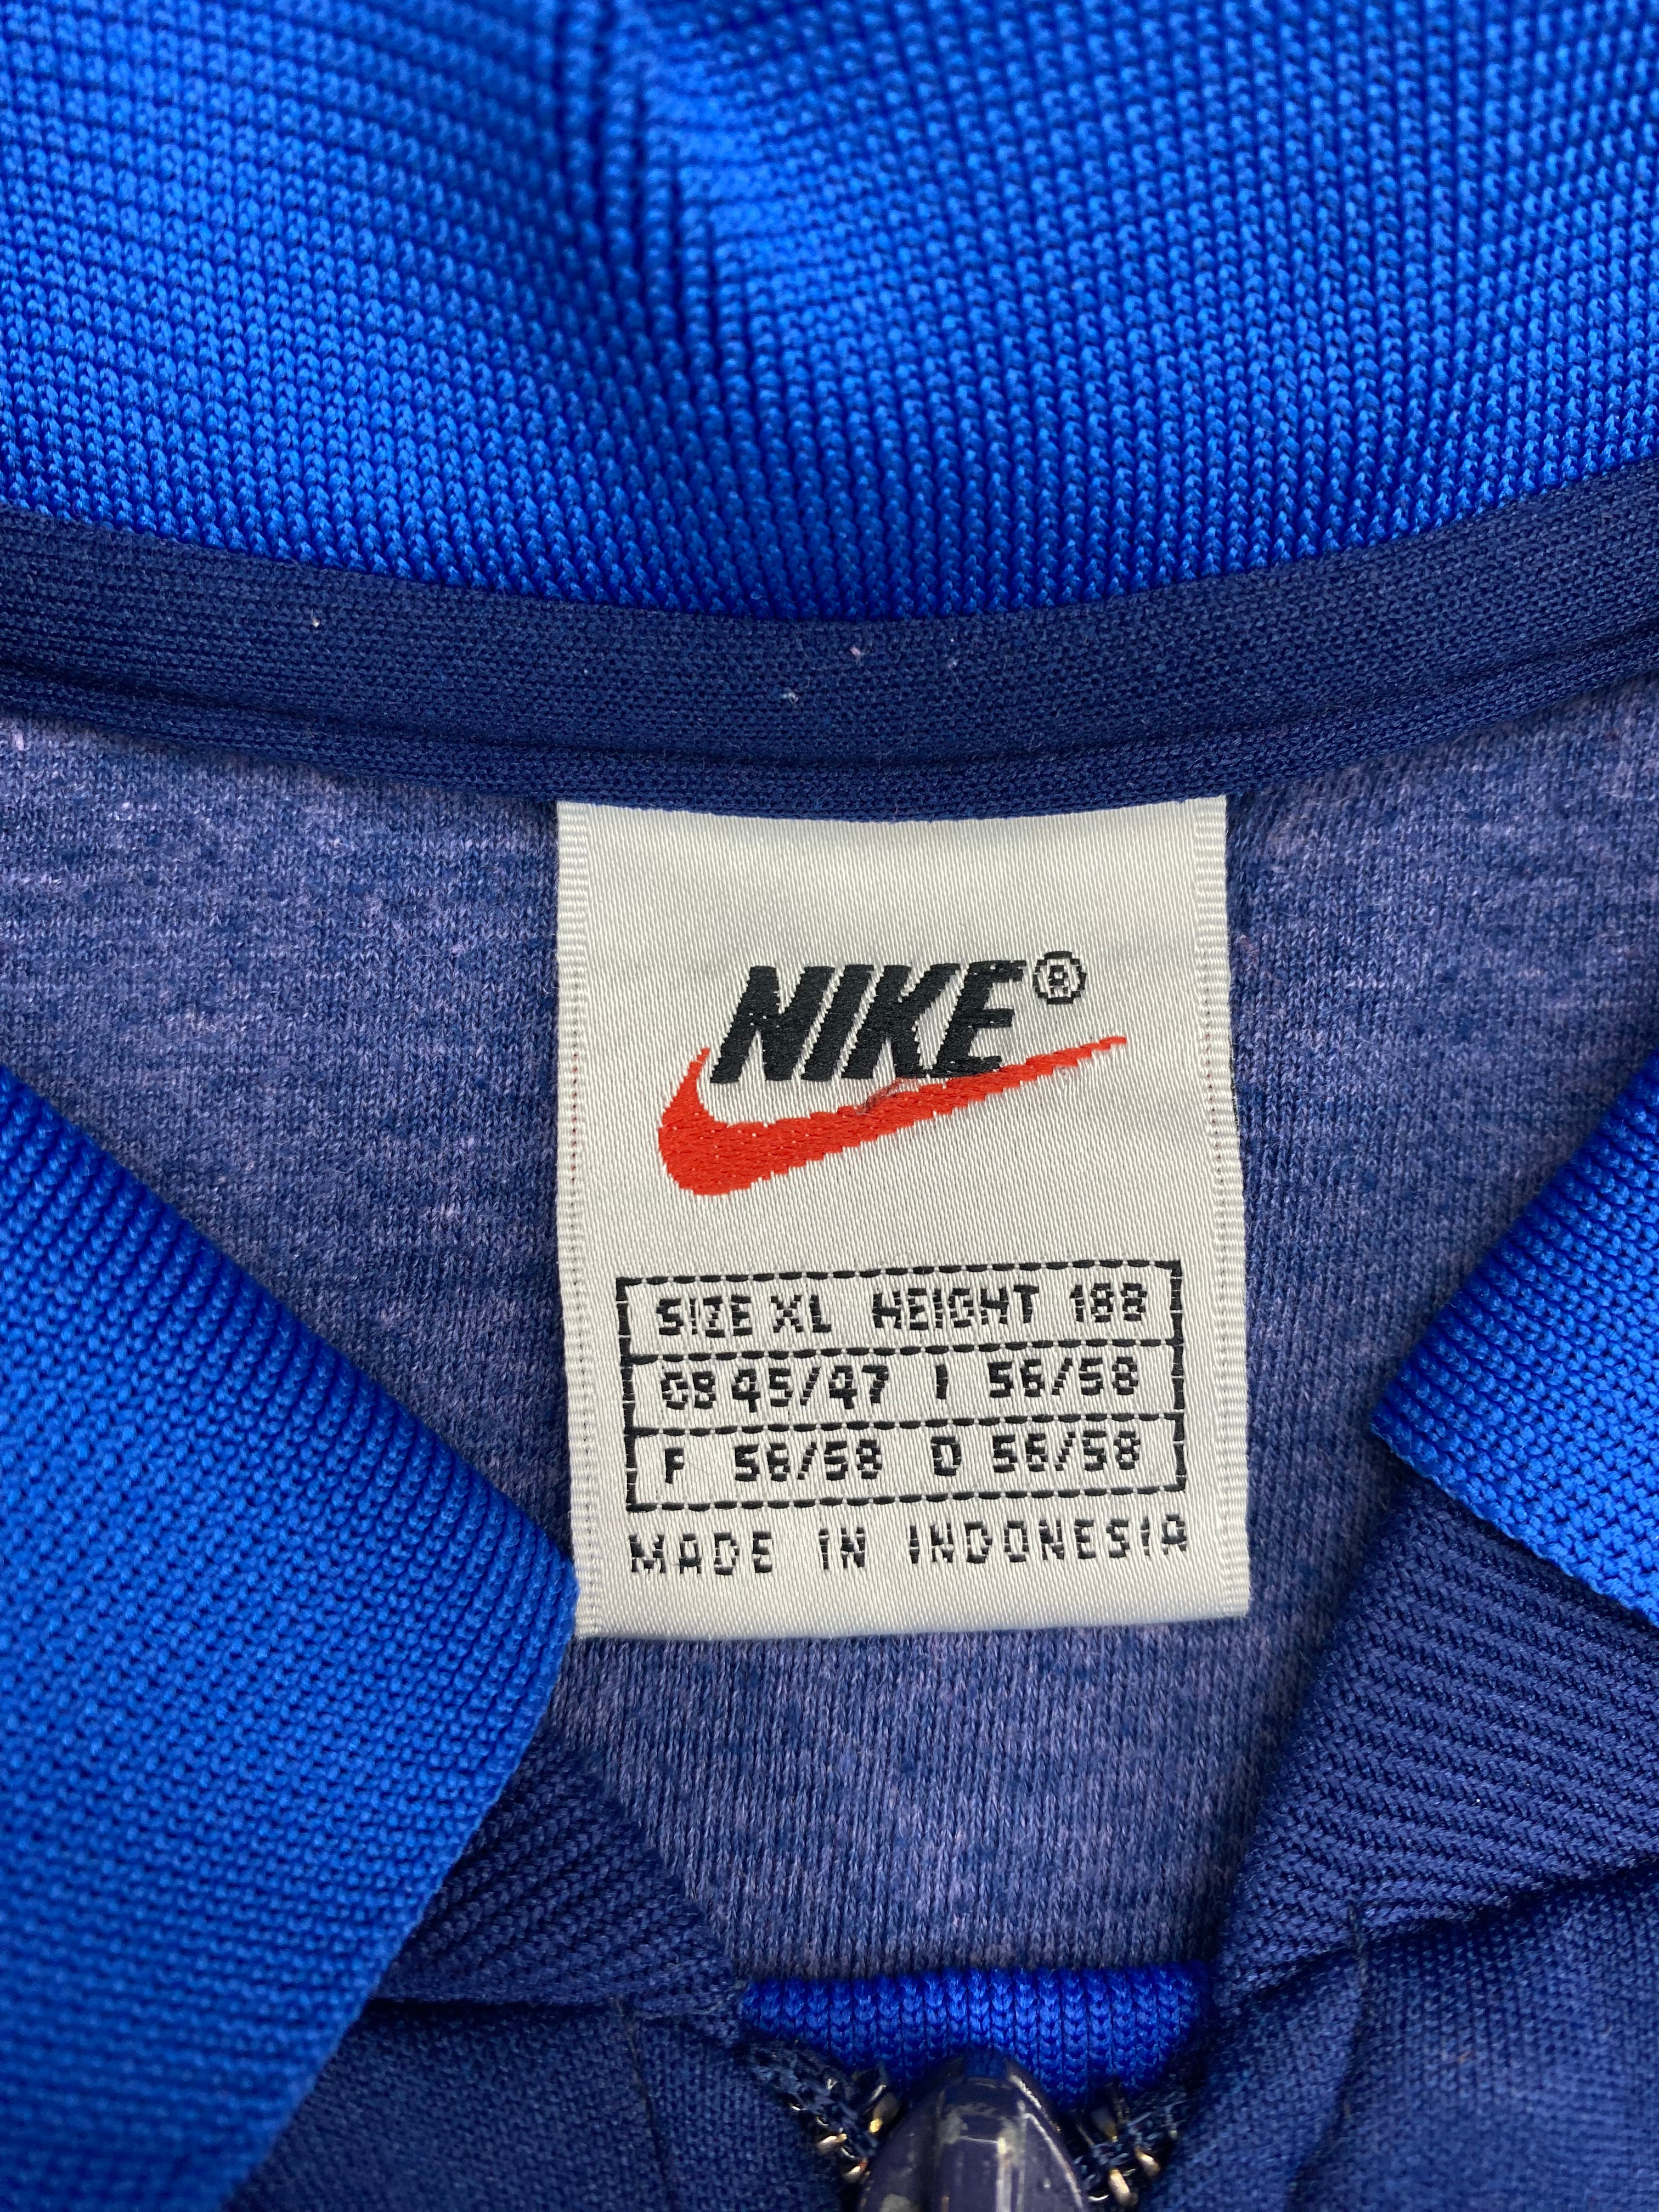 NIKE®
SIZE XL HEIGHT 188
GB 45/47 I 56/58
F 56/58 D 56/58
MADE IN INDONESIA